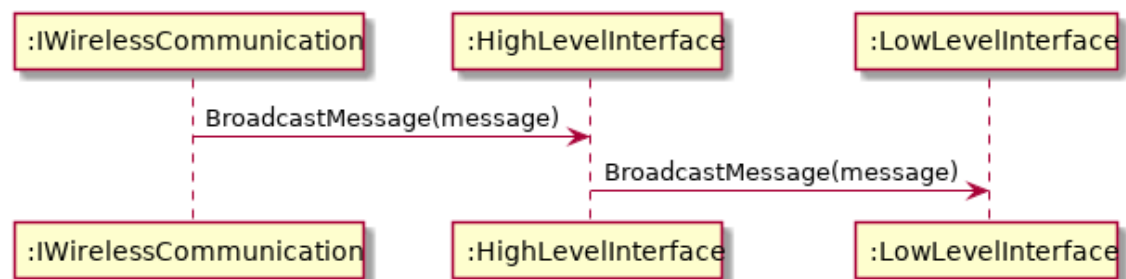 :IWirelessCommunication :HighLevelInterface :LowLevelInterface
BroadcastMessage(message)
BroadcastMessage(message)
:IWirelessCommunication :HighLevelInterface :LowLevelInterface